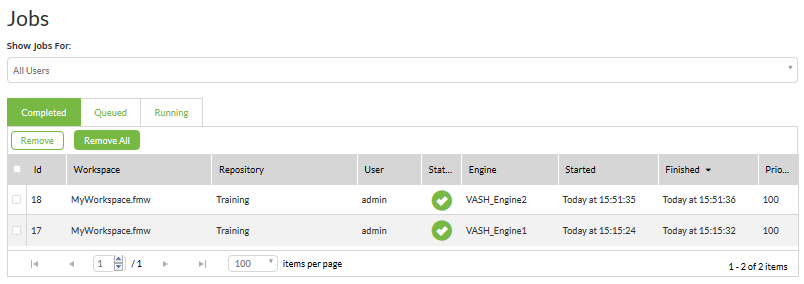 Jobs
Show Jobs For:
All Users
Completed Queued Running
Remove Remove All
Id Workspace Repository User Stat... Engine Started Finished Prio...
18 MyWorkspace.fmw Training admin VASH_Engine2 Today at 15:51:35 Today at 15:51:36 100
17 MyWorkspace.fmw Training admin VASH_Engine1 Today at 15:15:24 Today at 15:15:32 100
1 / 1 100 items per page 1 - 2 of 2 items